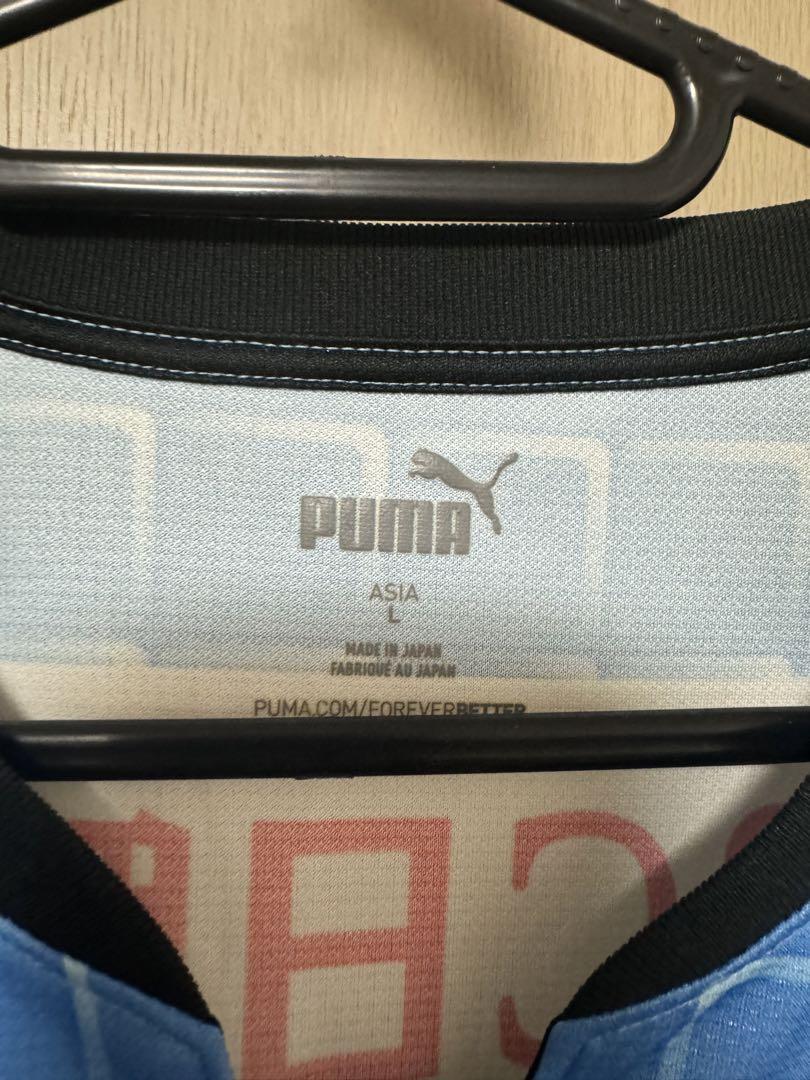 PUMA
ASIA
L
MADE IN JAPAN
FABRIQUÉ AU JAPAN
PUMA.COM/FOREVERBETTER